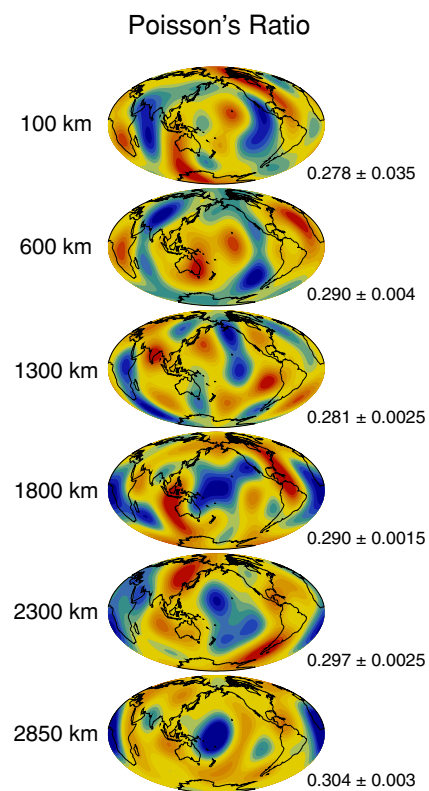 Poisson's Ratio
100 km
0.278 ± 0.035
600 km
0.290 ± 0.004
1300 km
0.281 ± 0.0025
1800 km
0.290 ± 0.0015
2300 km
0.297 ± 0.0025
2850 km
0.304 ± 0.003